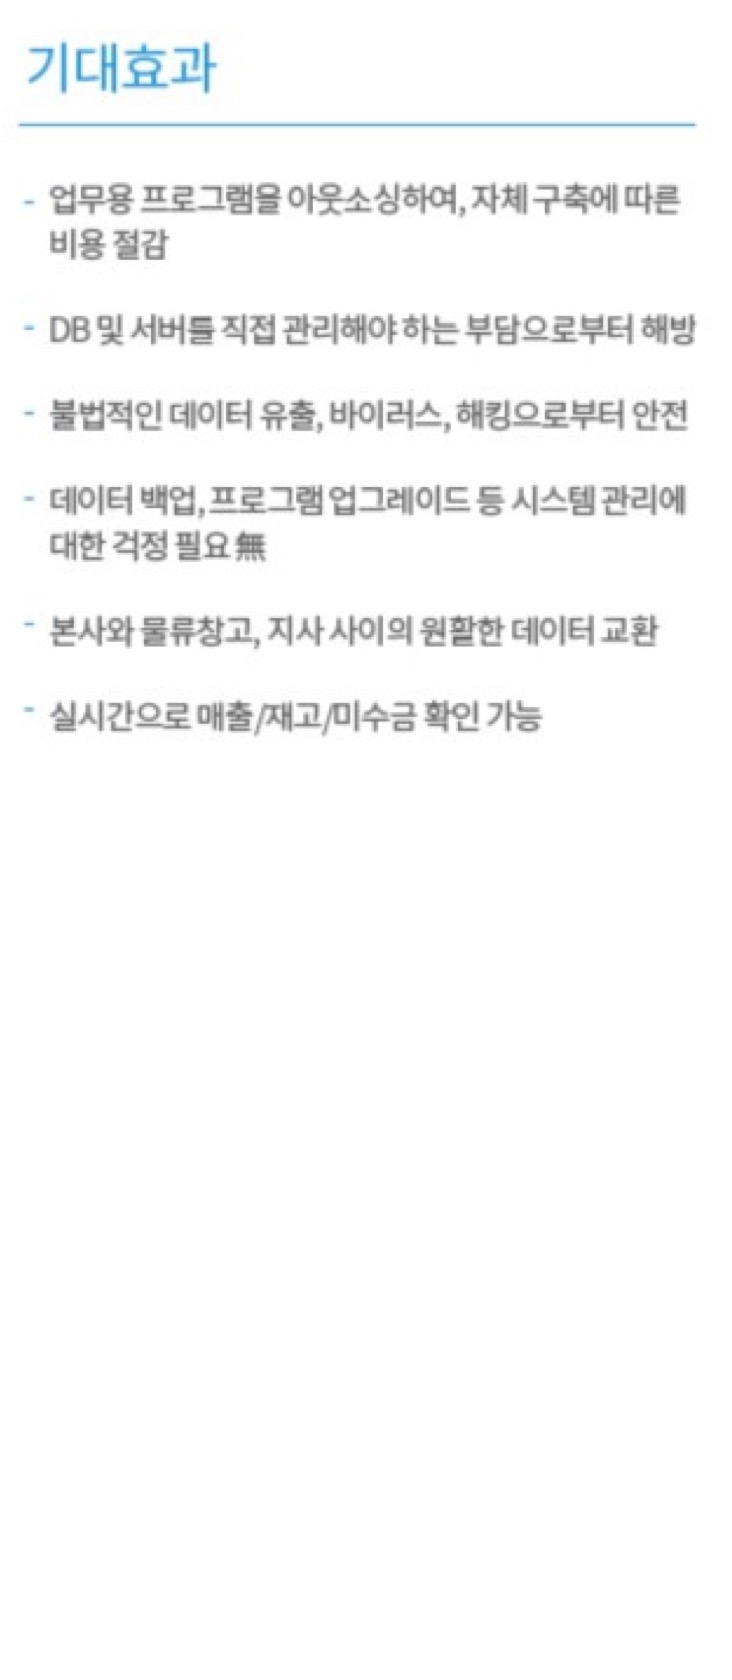 기대효과
- 업무용 프로그램을 아웃소싱하여, 자체 구축에 따른
비용 절감
- DB 및 서버를 직접 관리해야 하는 부담으로부터 해방
- 불법적인 데이터 유출, 바이러스, 해킹으로부터 안전
- 데이터 백업, 프로그램 업그레이드 등 시스템 관리에
대한 걱정 필요 無
- 본사와 물류창고, 지사 사이의 원활한 데이터 교환
- 실시간으로 매출/재고/미수금 확인 가능